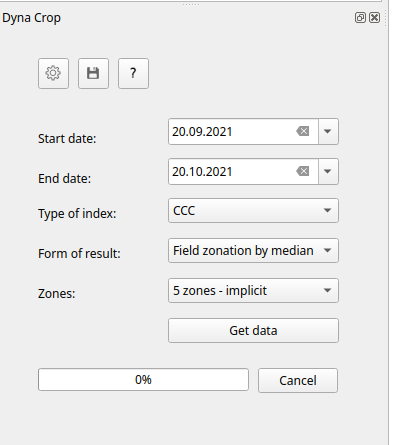 Dyna Crop
?
Start date: 20.09.2021
End date: 20.10.2021
Type of index: CCC
Form of result: Field zonation by median
Zones: 5 zones - implicit
Get data
0% Cancel